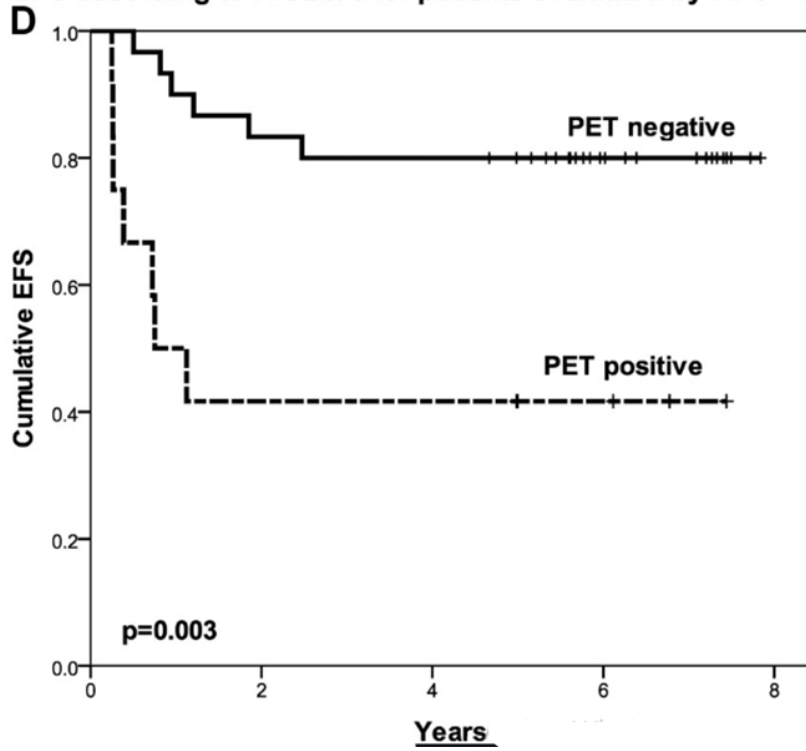 D
1.0
PET negative
0.8
0.6
Cumulative EFS
PET positive
0.4
0.2
p=0.003
0.0
0 2 4 6 8
Years